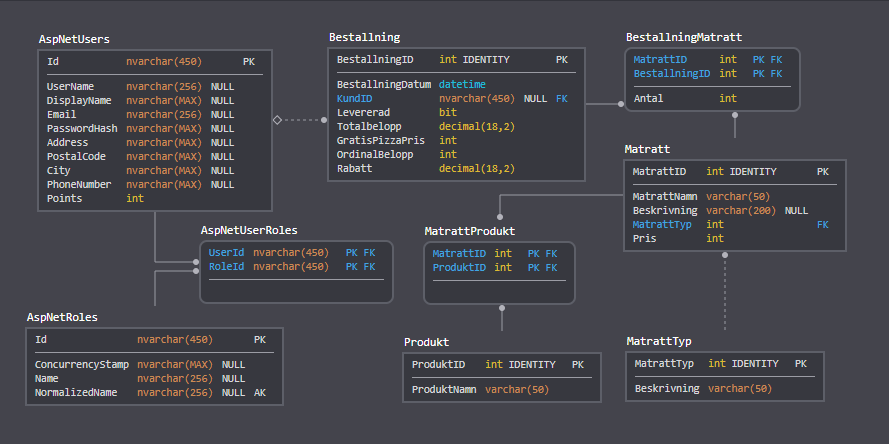 AspNetUsers
Id nvarchar(450) PK
UserName nvarchar(256) NULL
DisplayName nvarchar(MAX) NULL
Email nvarchar(256) NULL
PasswordHash nvarchar(MAX) NULL
Address nvarchar(MAX) NULL
PostalCode nvarchar(MAX) NULL
City nvarchar(MAX) NULL
PhoneNumber nvarchar(MAX) NULL
Points int
Bestallning
BestallningID int IDENTITY PK
BestallningDatum datetime
KundID nvarchar(450) NULL FK
Levererad bit
Totalbelopp decimal(18,2)
GratisPizzaPris int
OrdinalBelopp int
Rabatt decimal(18,2)
BestallningMatratt
MatrattID int PK FK
BestallningID int PK FK
Antal int
Matratt
MatrattID int IDENTITY PK
MatrattNamn varchar(50)
Beskrivning varchar(200) NULL
MatrattTyp int FK
Pris int
AspNetUserRoles
UserId nvarchar(450) PK FK
RoleId nvarchar(450) PK FK
MatrattProdukt
MatrattID int PK FK
ProduktID int PK FK
AspNetRoles
Id nvarchar(450) PK
ConcurrencyStamp nvarchar(MAX) NULL
Name nvarchar(256) NULL
NormalizedName nvarchar(256) NULL AK
Produkt
ProduktID int IDENTITY PK
ProduktNamn varchar(50)
MatrattTyp
MatrattTyp int IDENTITY PK
Beskrivning varchar(50)